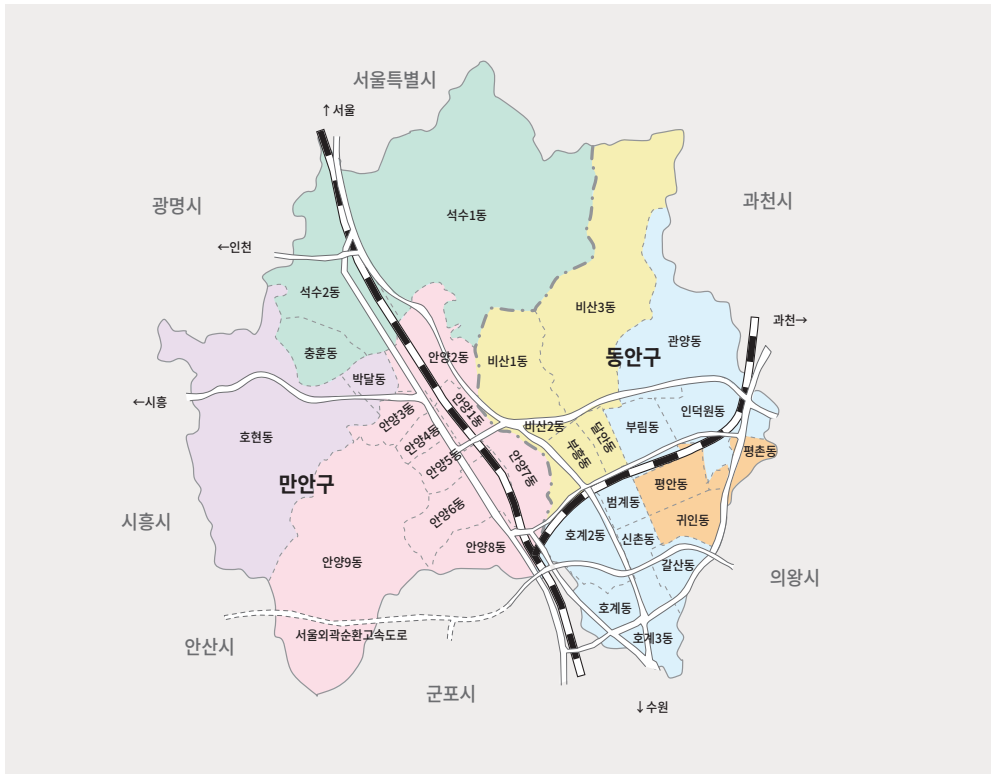 서울특별시
↑서울
광명시
과천시
석수1동
←인천
석수2동
비산3동
과천→
충훈동
안양2동
비산1동
동안구
관양동
박달동
←시흥
안양3동
안양1동
인덕원동
호현동
안양4동
비산2동
달안동
부림동
안양5동
부흥동
평촌동
만안구
안양7동
평안동
안양6동
범계동
시흥시
귀인동
호계2동
신촌동
안양8동
안양9동
갈산동
의왕시
호계동
서울외곽순환고속도로
호계3동
안산시
군포시
↓수원